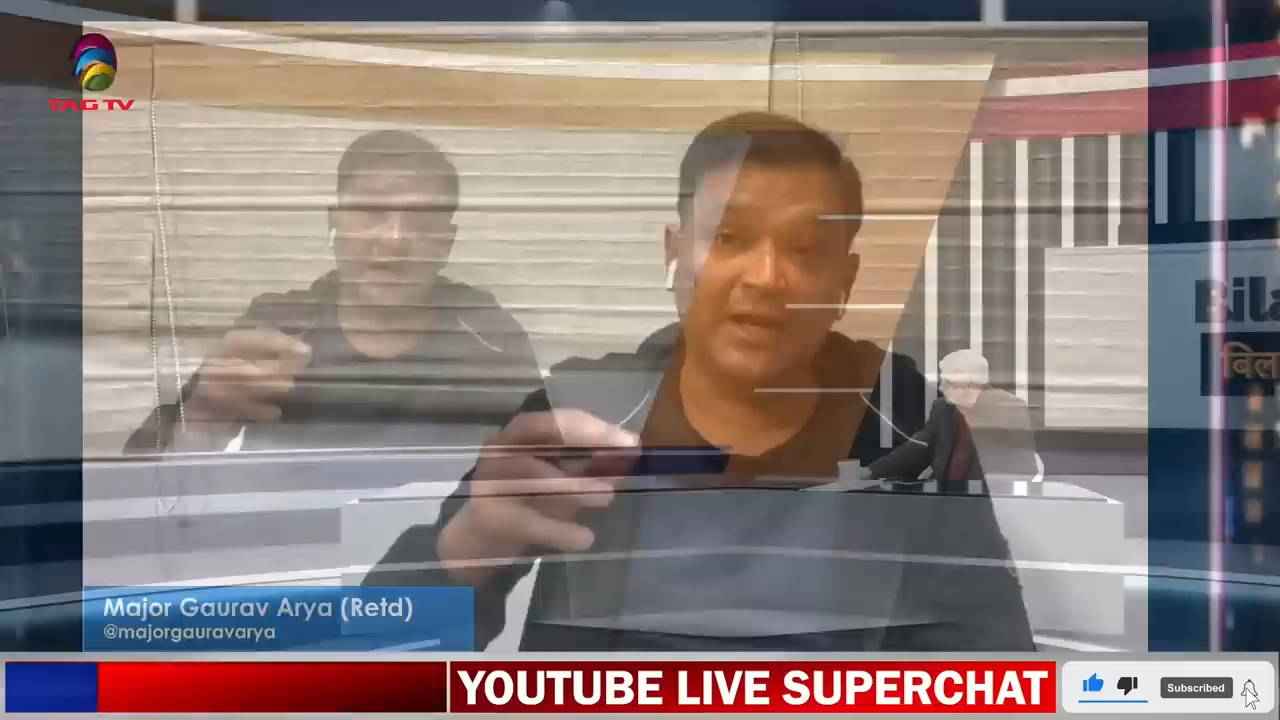 TAG TV
Major Gaurav Arya (Retd)
@majorgauravarya
YOUTUBE LIVE SUPERCHAT
Subscribed